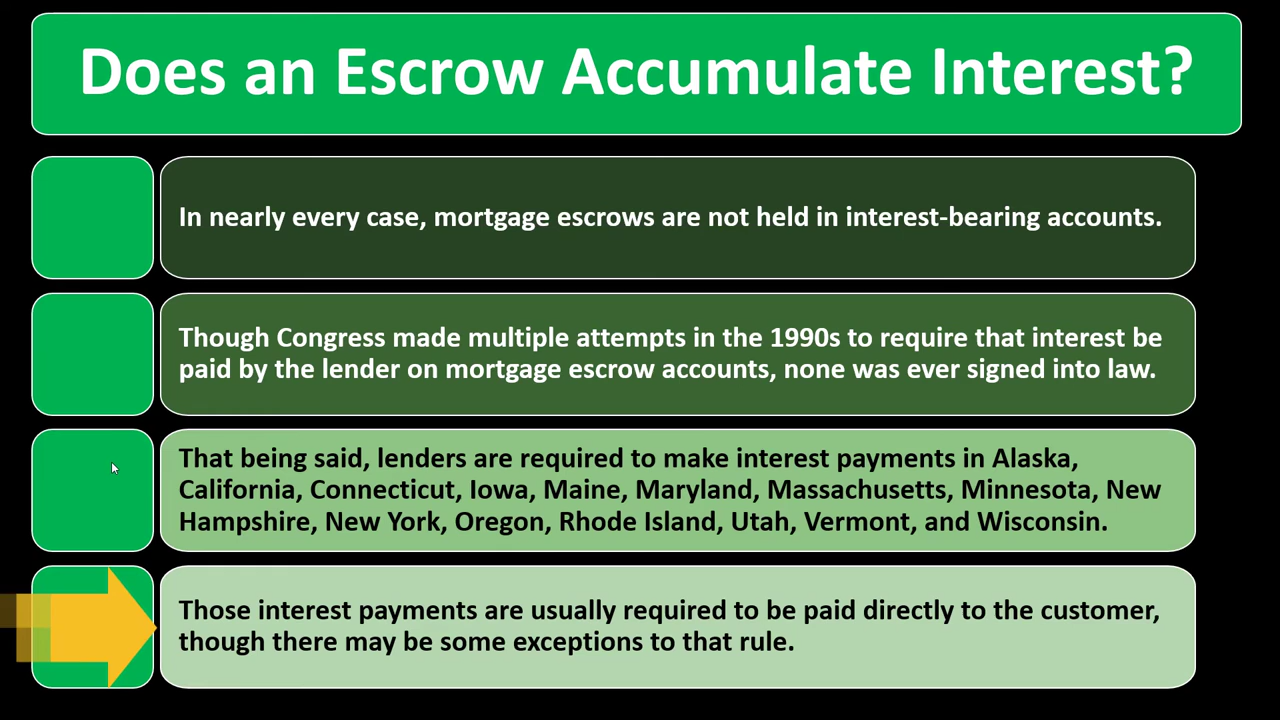 Does an Escrow Accumulate Interest?
In nearly every case, mortgage escrows are not held in interest-bearing accounts.
Though Congress made multiple attempts in the 1990s to require that interest be
paid by the lender on mortgage escrow accounts, none was ever signed into law.
That being said, lenders are required to make interest payments in Alaska,
California, Connecticut, Iowa, Maine, Maryland, Massachusetts, Minnesota, New
Hampshire, New York, Oregon, Rhode Island, Utah, Vermont, and Wisconsin.
Those interest payments are usually required to be paid directly to the customer,
though there may be some exceptions to that rule.